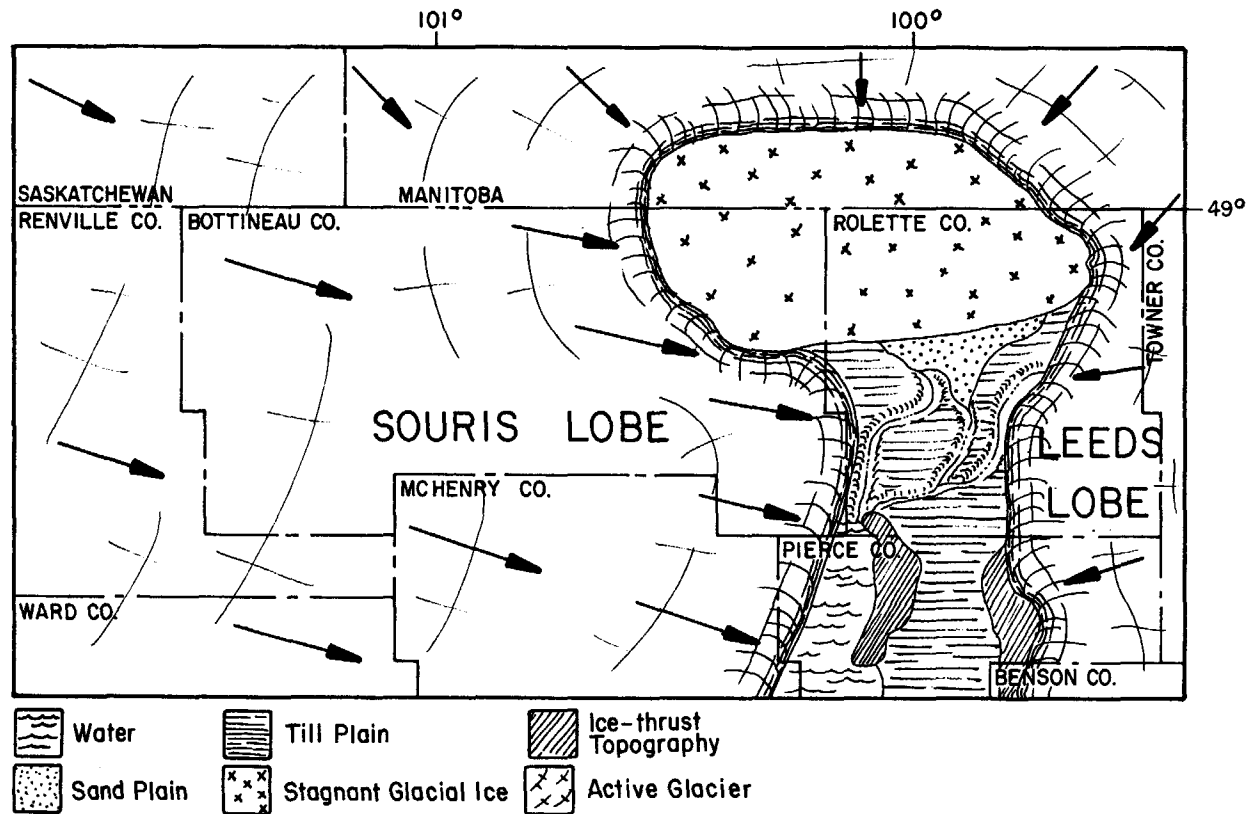 101°
100°
SASKATCHEWAN
MANITOBA
49°
RENVILLE CO.
BOTTINEAU CO.
ROLETTE CO.
TOWNER CO.
SOURIS LOBE
LEEDS
LOBE
MCHENRY CO.
PIERCE CO.
WARD CO.
BENSON CO.
Water
Till Plain
Ice-thrust
Topography
Sand Plain
Stagnant Glacial Ice
Active Glacier